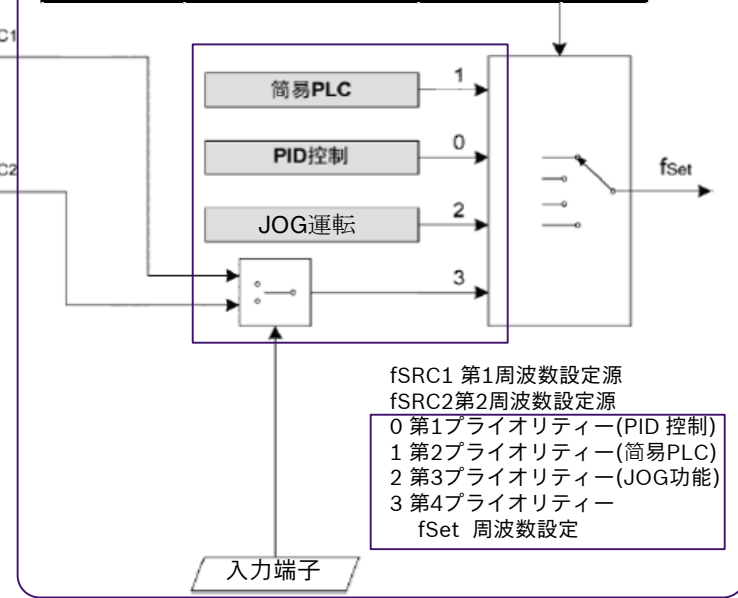 C1
简易PLC
1
PID控制
0
C2
fSet
JOG運転
2
3
fSRC1 第1周波数設定源
fSRC2第2周波数設定源
0 第1プライオリティー(PID 控制)
1 第2プライオリティー(简易PLC)
2 第3プライオリティー(JOG功能)
3 第4プライオリティー
fSet 周波数設定
入力端子